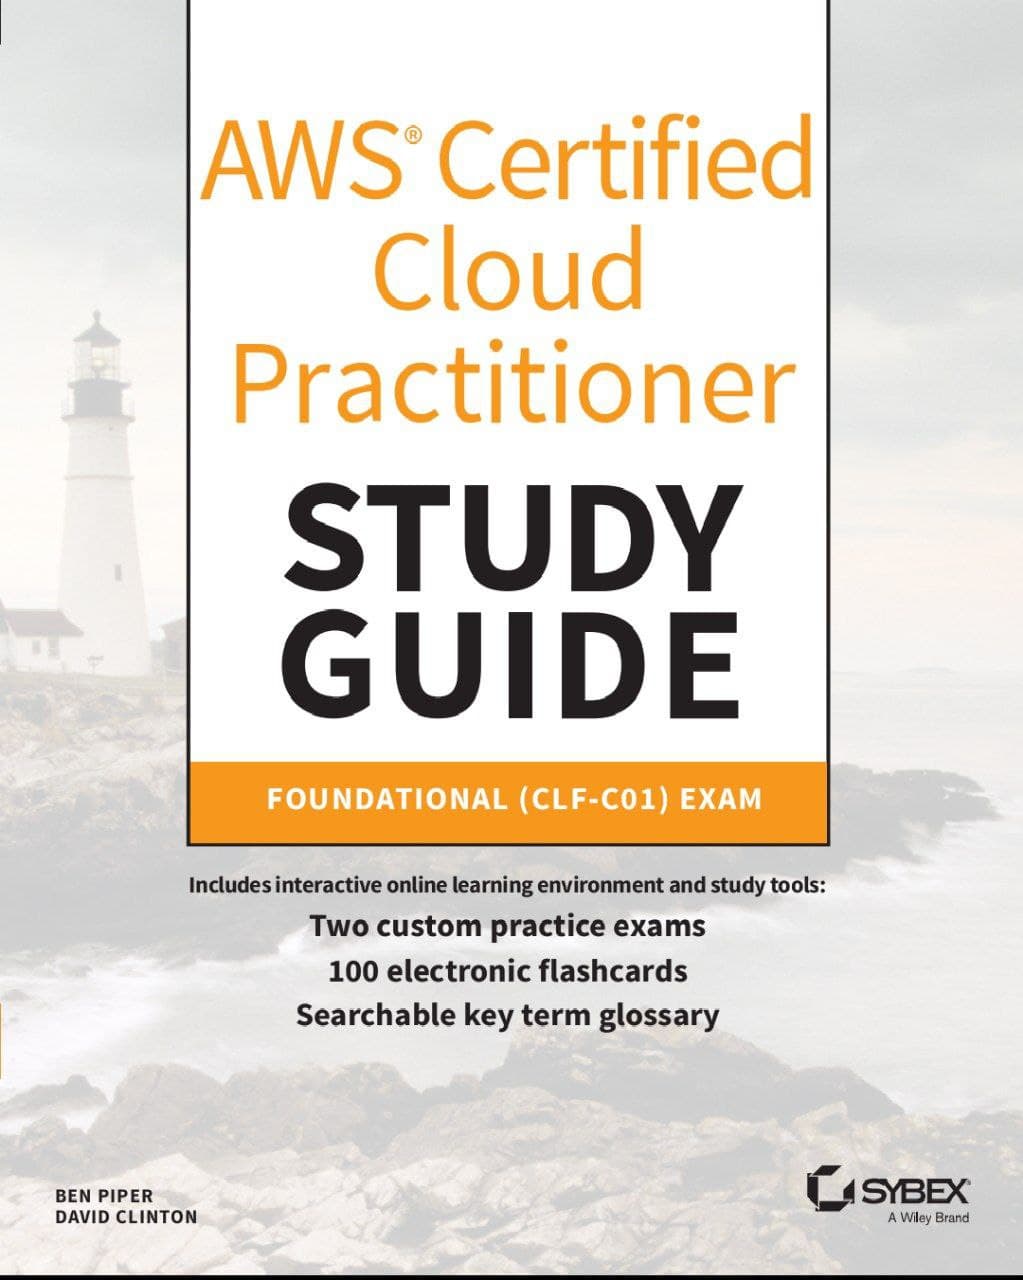 AWS® Certified
Cloud
Practitioner
STUDY
GUIDE
FOUNDATIONAL (CLF-C01) EXAM
Includes interactive online learning environment and study tools:
Two custom practice exams
100 electronic flashcards
Searchable key term glossary
BEN PIPER
DAVID CLINTON
SYBEX®
A Wiley Brand